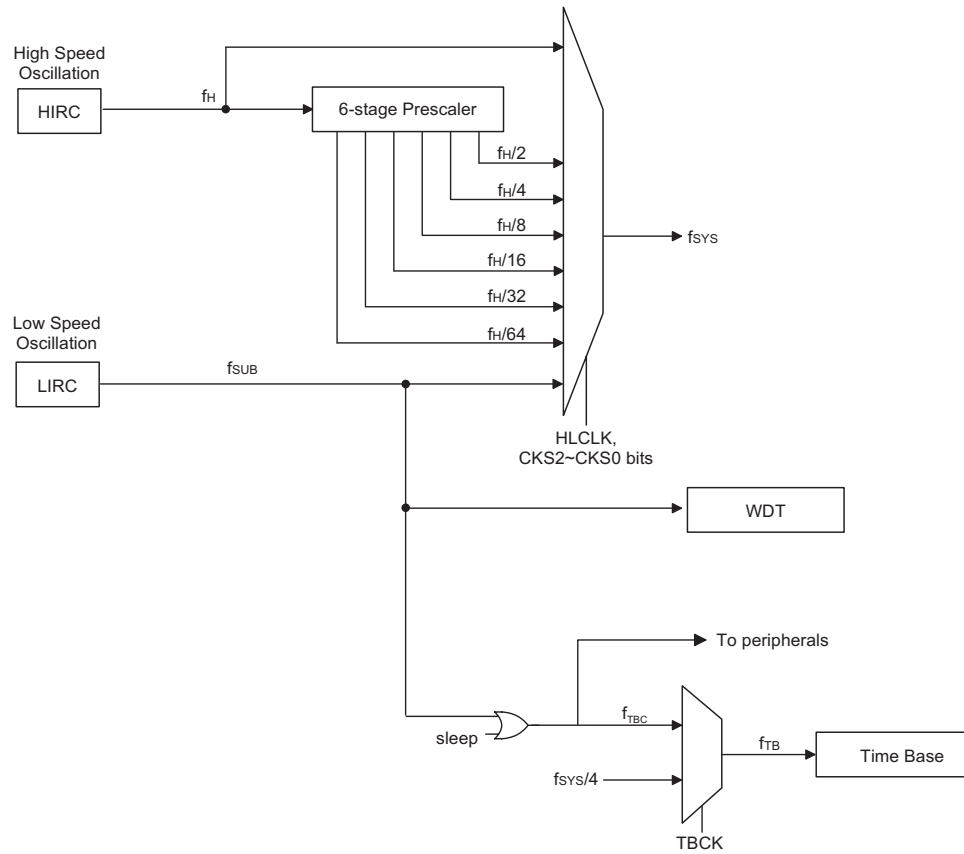 High Speed
Oscillation
HIRC
fH
6-stage Prescaler
fH/2
fH/4
fH/8
fH/16
fH/32
fH/64
fSYS
Low Speed
Oscillation
LIRC
fSUB
HLCLK,
CKS2~CKS0 bits
WDT
To peripherals
sleep
fTBC
fSYS/4
fTB
Time Base
TBCK